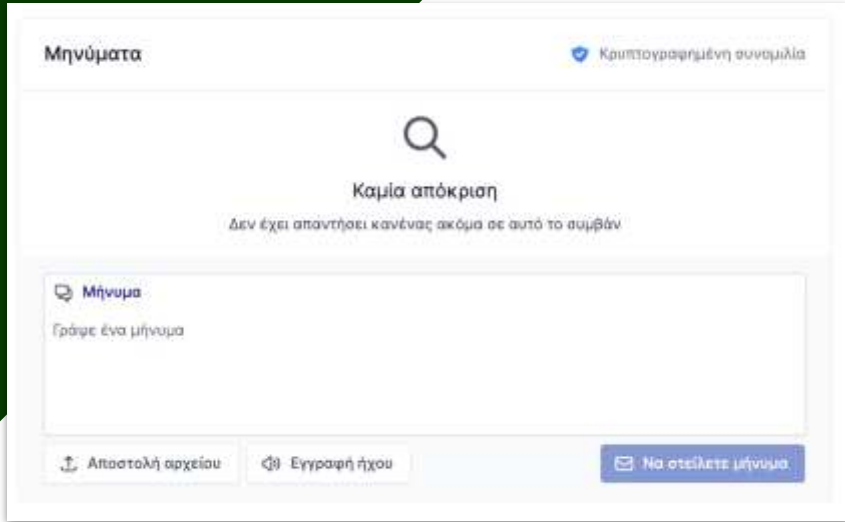 Μηνύματα
Κρυπτογραφημένη συνομιλία
Καμία απόκριση
Δεν έχει απαντήσει κανένας ακόμα σε αυτό το συμβάν
Μήνυμα
Γράψε ένα μήνυμα
Αποστολή αρχείου
Εγγραφή ήχου
Να στείλετε μήνυμα